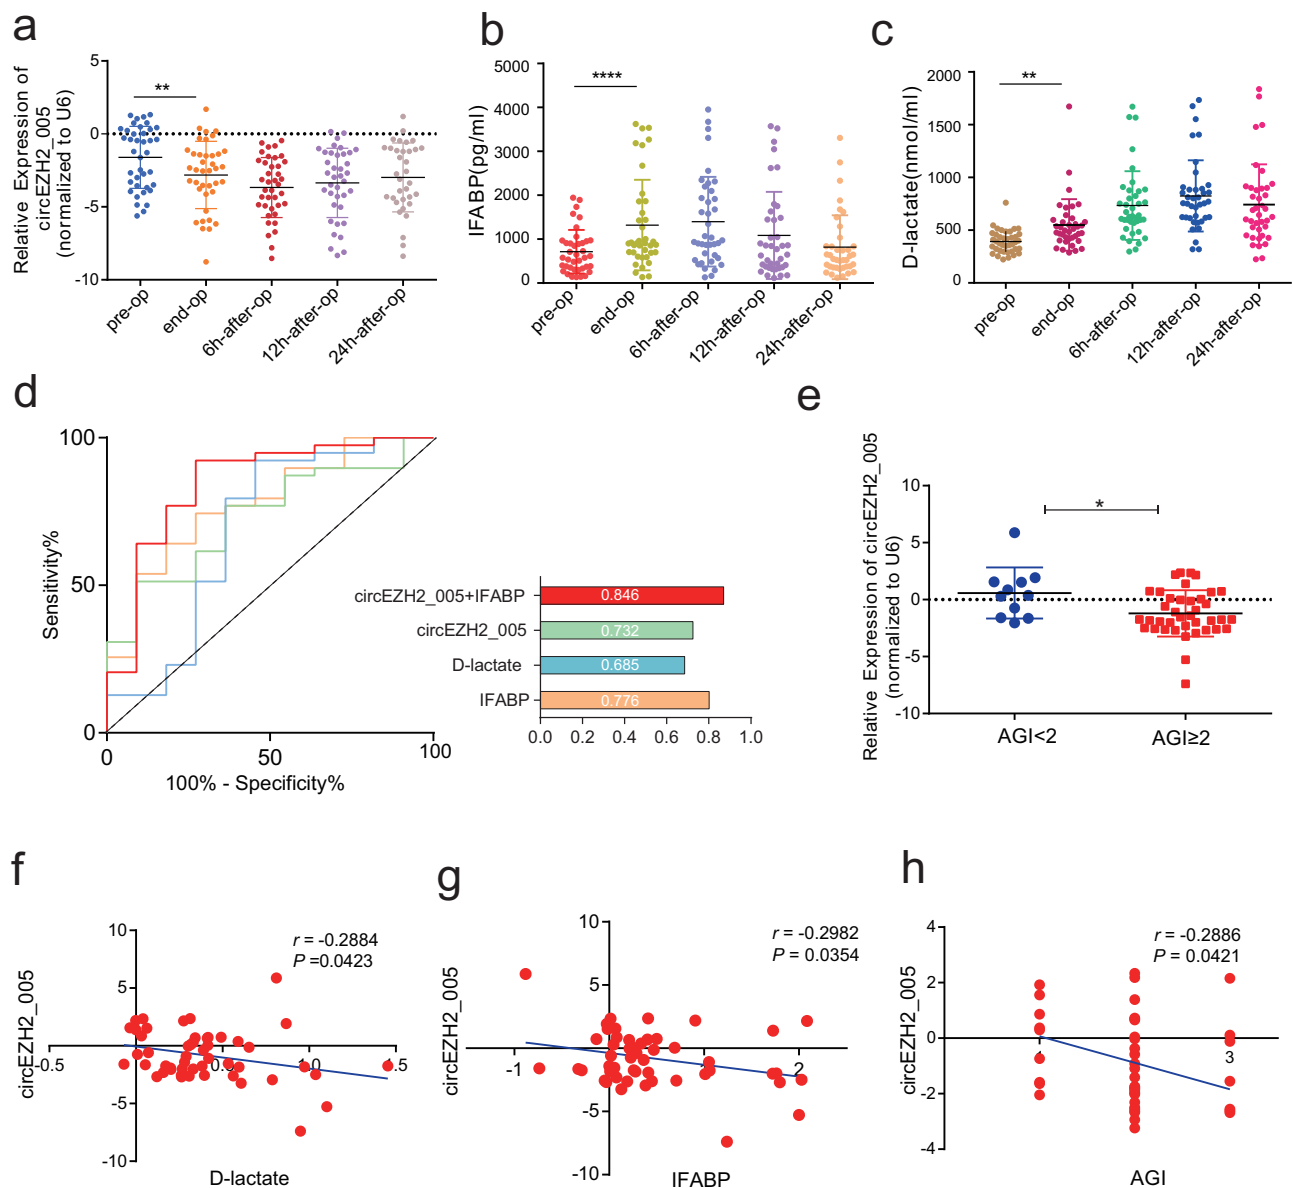 a
Relative Expression of
circEZH2_005
(normalized to U6)
5
0
-5
-10
**
pre-op
end-op
6h-after-op
12h-after-op
24h-after-op
b
IFABP(pg/ml)
5000
4000
3000
2000
1000
0
****
pre-op
end-op
6h-after-op
12h-after-op
24h-after-op
c
D-lactate(nmol/ml)
2000
1500
1000
500
0
**
pre-op
end-op
6h-after-op
12h-after-op
24h-after-op
d
Sensitivity%
100
50
0
0
50
100
100% - Specificity%
circEZH2_005+IFABP
0.846
circEZH2_005
0.732
D-lactate
0.685
IFABP
0.776
0.0
0.2
0.4
0.6
0.8
1.0
e
Relative Expression of circEZH2_005
(normalized to U6)
10
5
0
-5
-10
*
AGI<2
AGI≥2
f
circEZH2_005
10
5
-5
-10
-0.5
1.0
r = -0.2884
P =0.0423
D-lactate
g
circEZH2_005
10
5
-5
-10
-1
2
r = -0.2982
P = 0.0354
IFABP
h
circEZH2_005
4
2
0
-2
-4
3
r = -0.2886
P = 0.0421
AGI